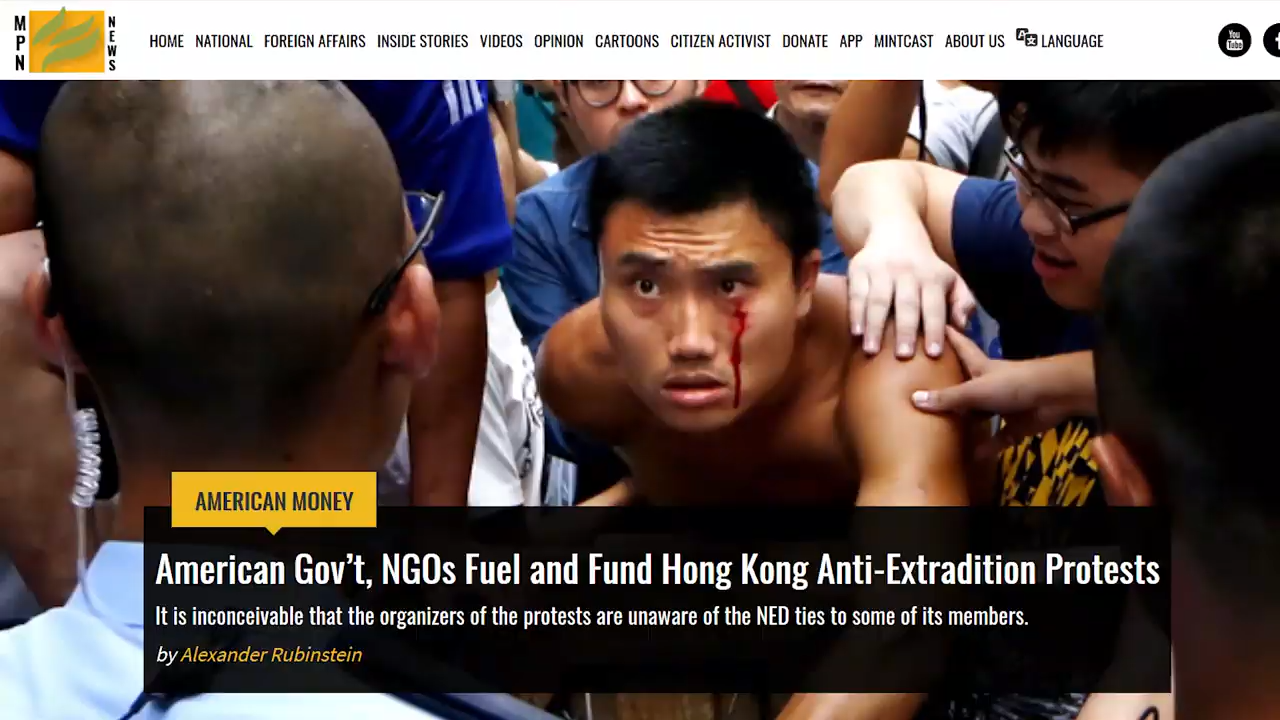 MPN
NEWS
HOME NATIONAL FOREIGN AFFAIRS INSIDE STORIES VIDEOS OPINION CARTOONS CITIZEN ACTIVIST DONATE APP MINTCAST ABOUT US LANGUAGE
You
Tube
AMERICAN MONEY
American Gov’t, NGOs Fuel and Fund Hong Kong Anti-Extradition Protests
It is inconceivable that the organizers of the protests are unaware of the NED ties to some of its members.
by Alexander Rubinstein